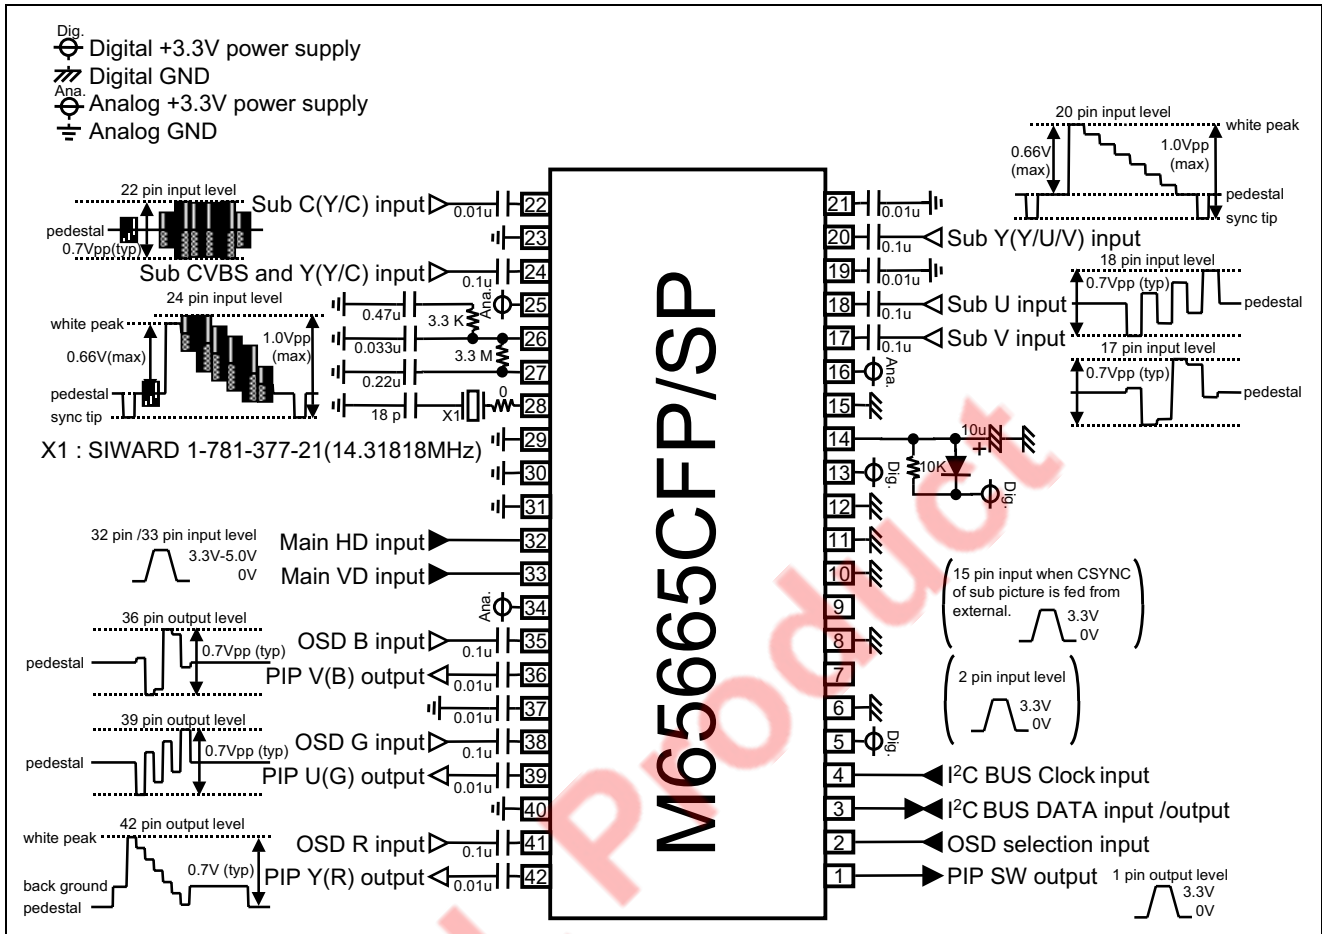 Dig.
Digital +3.3V power supply
Digital GND
Ana.
Analog +3.3V power supply
Analog GND
22 pin input level
pedestal
0.7Vpp(typ)
Sub C(Y/C) input
0.01u
22
23
Sub CVBS and Y(Y/C) input
0.1u
24
24 pin input level
white peak
0.66V(max)
1.0Vpp
(max)
pedestal
sync tip
Ana.
25
0.47u
3.3 K
0.033u
26
3.3 M
0.22u
27
18 p
X1
0
28
X1 : SIWARD 1-781-377-21(14.31818MHz)
29
30
31
32 pin /33 pin input level
3.3V-5.0V
0V
Main HD input
32
Main VD input
33
Ana.
34
36 pin output level
pedestal
0.7Vpp (typ)
OSD B input
0.1u
35
PIP V(B) output
0.01u
36
0.01u
37
39 pin output level
pedestal
0.7Vpp (typ)
OSD G input
0.1u
38
PIP U(G) output
0.01u
39
40
42 pin output level
white peak
0.7V (typ)
back ground
pedestal
OSD R input
0.1u
41
PIP Y(R) output
0.01u
42
M65665CFP/SP
Product
20 pin input level
white peak
0.66V
(max)
1.0Vpp
(max)
pedestal
sync tip
21
0.01u
20
0.1u
Sub Y(Y/U/V) input
19
0.01u
18 pin input level
0.7Vpp (typ)
pedestal
18
0.1u
Sub U input
17
0.1u
Sub V input
17 pin input level
0.7Vpp (typ)
pedestal
16
Ana.
15
14
10u
+
10K
13
Dig.
Dig.
12
11
10
15 pin input when CSYNC
of sub picture is fed from
external.
3.3V
0V
9
8
7
2 pin input level
3.3V
0V
6
5
Dig.
4
I²C BUS Clock input
3
I²C BUS DATA input /output
2
OSD selection input
1
PIP SW output
1 pin output level
3.3V
0V